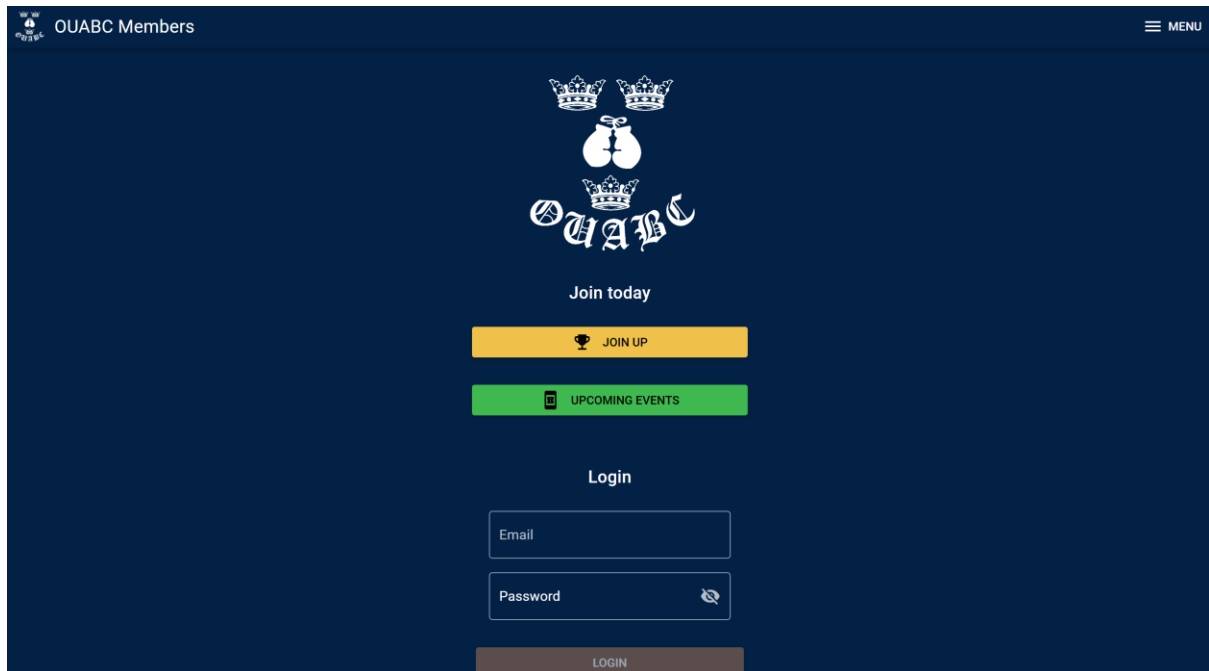 OUABC Members
MENU
OUABC
Join today
JOIN UP
UPCOMING EVENTS
Login
Email
Password
LOGIN